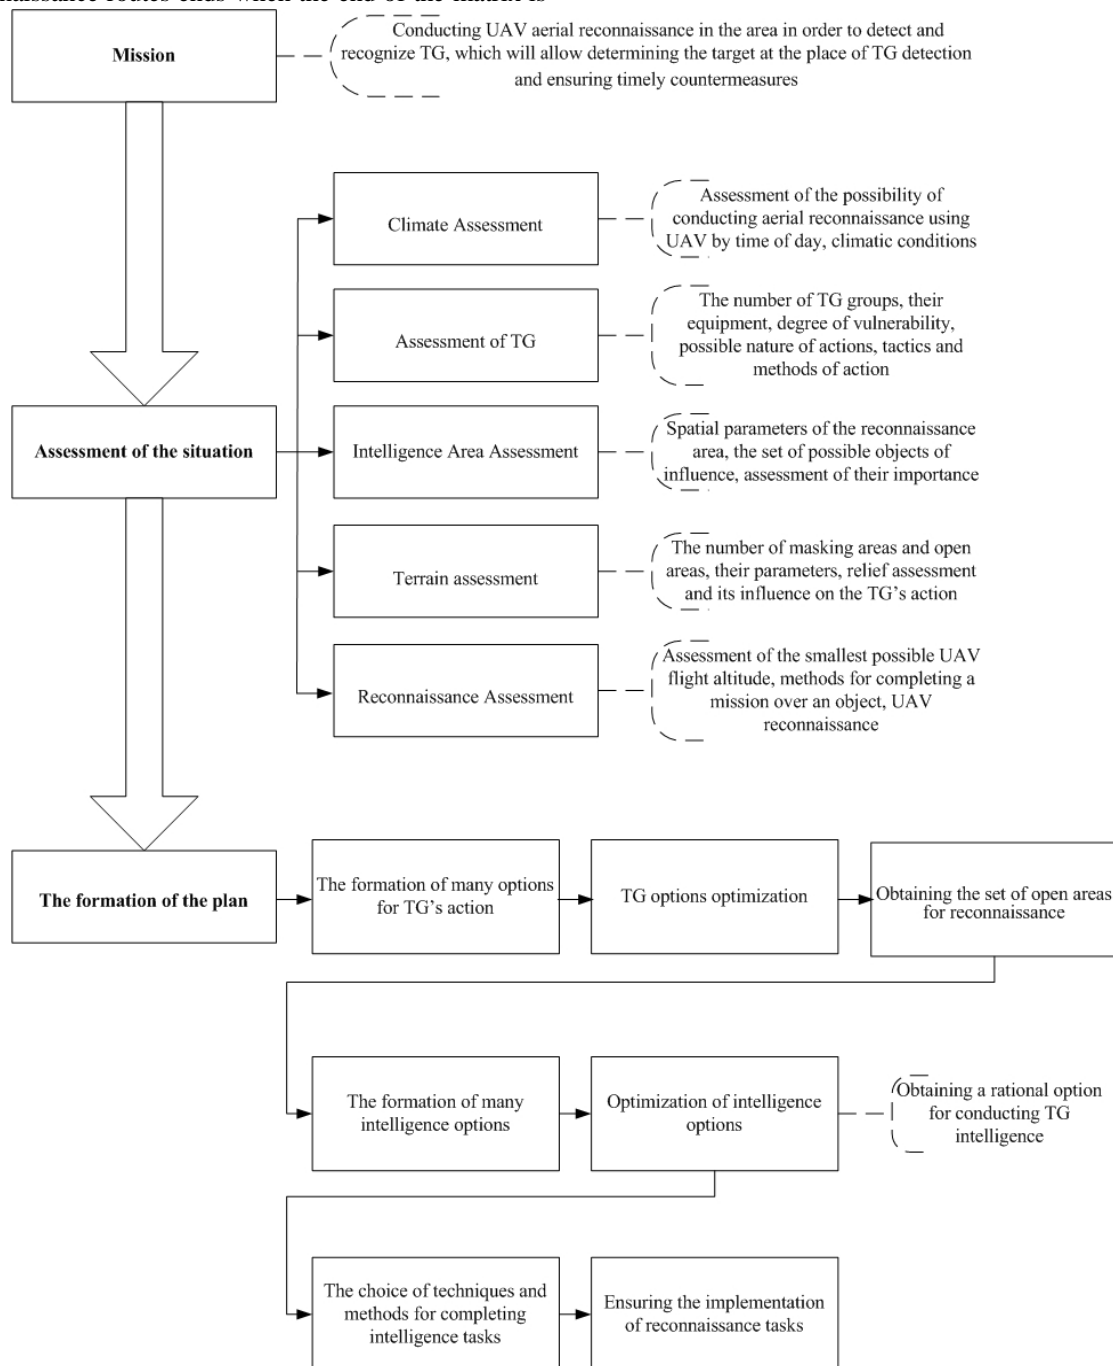 naissance routes ends when the end of the matrix is
Mission
Conducting UAV aerial reconnaissance in the area in order to detect and
recognize TG, which will allow determining the target at the place of TG detection
and ensuring timely countermeasures
Climate Assessment
Assessment of the possibility of
conducting aerial reconnaissance using
UAV by time of day, climatic conditions
Assessment of TG
The number of TG groups, their
equipment, degree of vulnerability,
possible nature of actions, tactics and
methods of action
Assessment of the situation
Intelligence Area Assessment
Spatial parameters of the reconnaissance
area, the set of possible objects of
influence, assessment of their importance
Terrain assessment
The number of masking areas and open
areas, their parameters, relief assessment
and its influence on the TG's action
Reconnaissance Assessment
Assessment of the smallest possible UAV
flight altitude, methods for completing a
mission over an object, UAV
reconnaissance
The formation of the plan
The formation of many options
for TG's action
TG options optimization
Obtaining the set of open areas
for reconnaissance
The formation of many
intelligence options
Optimization of intelligence
options
Obtaining a rational option
for conducting TG
intelligence
The choice of techniques and
methods for completing
intelligence tasks
Ensuring the implementation
of reconnaissance tasks